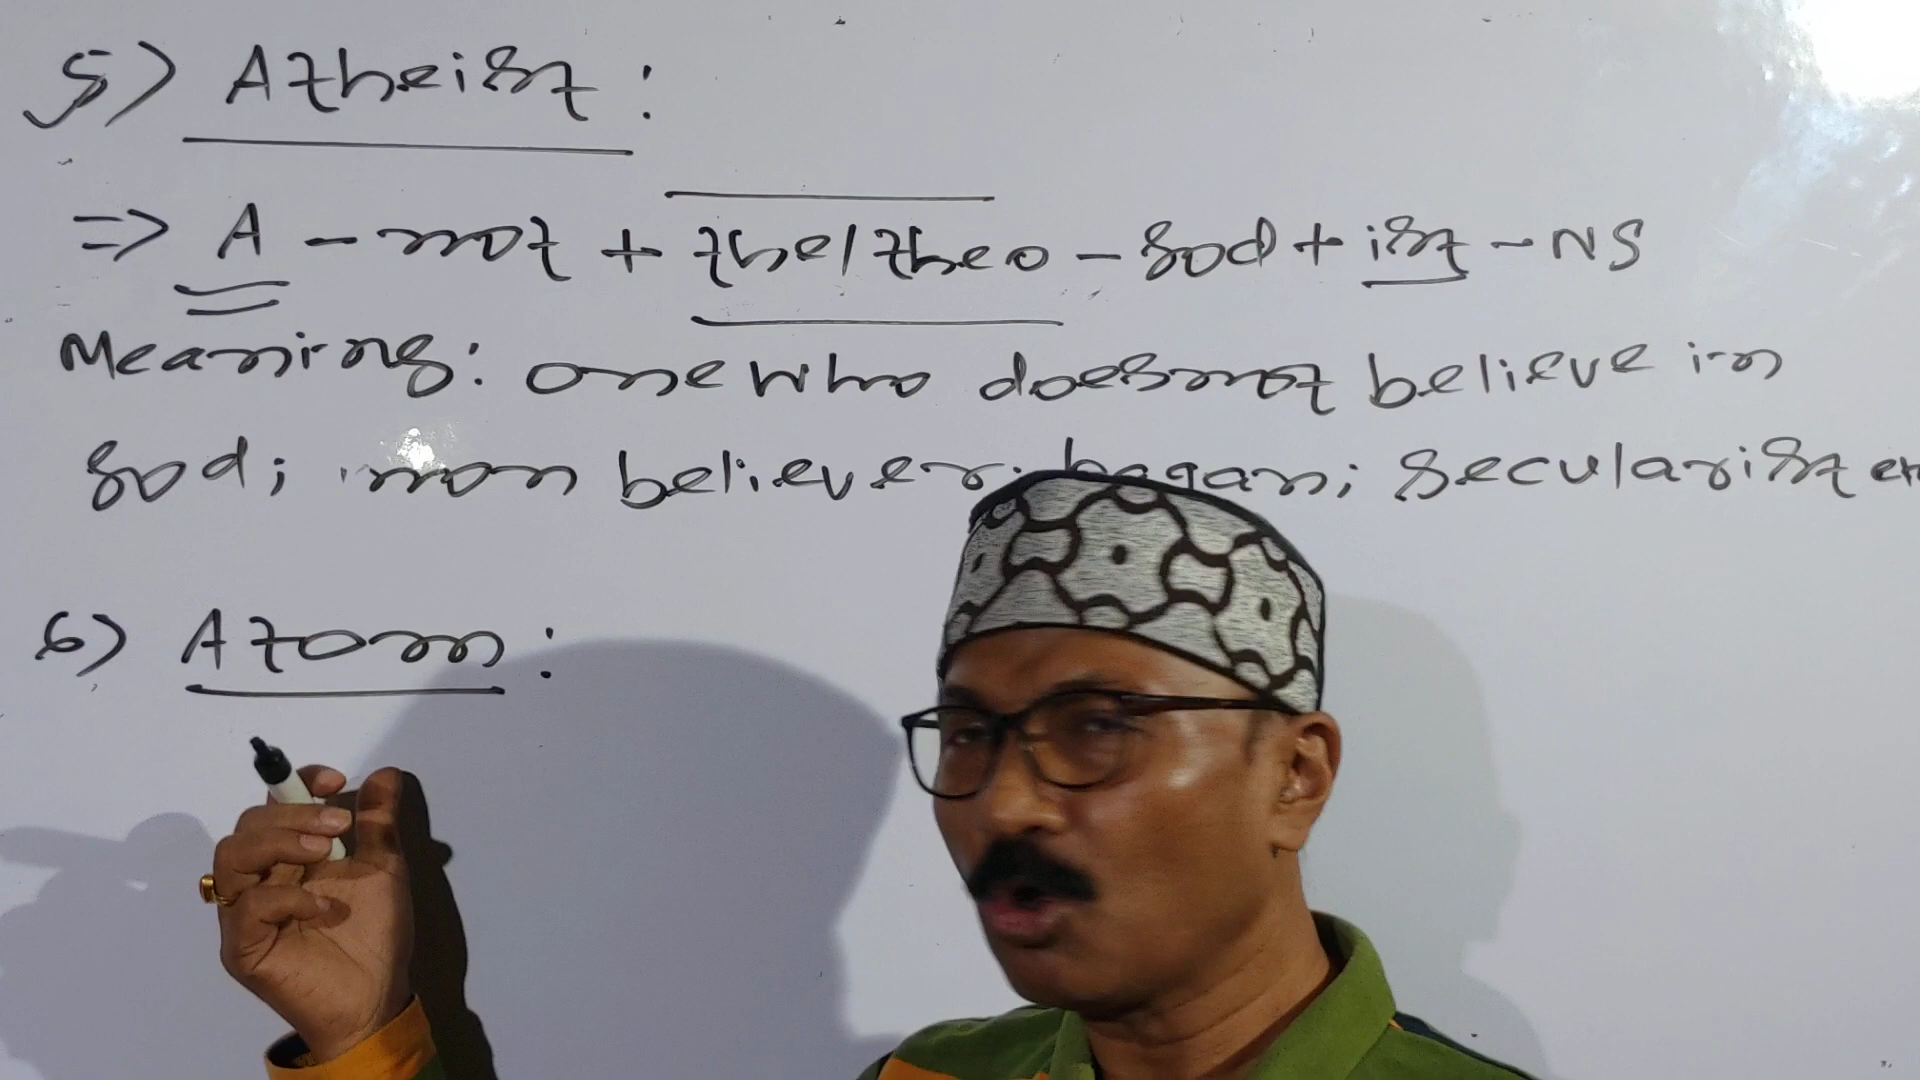 5) Atheist :
=> A - not + the/theo - God + ist - NS
Meaning: one who does not believe in
God; non believer; pagan; secularist etc
6) Atom :